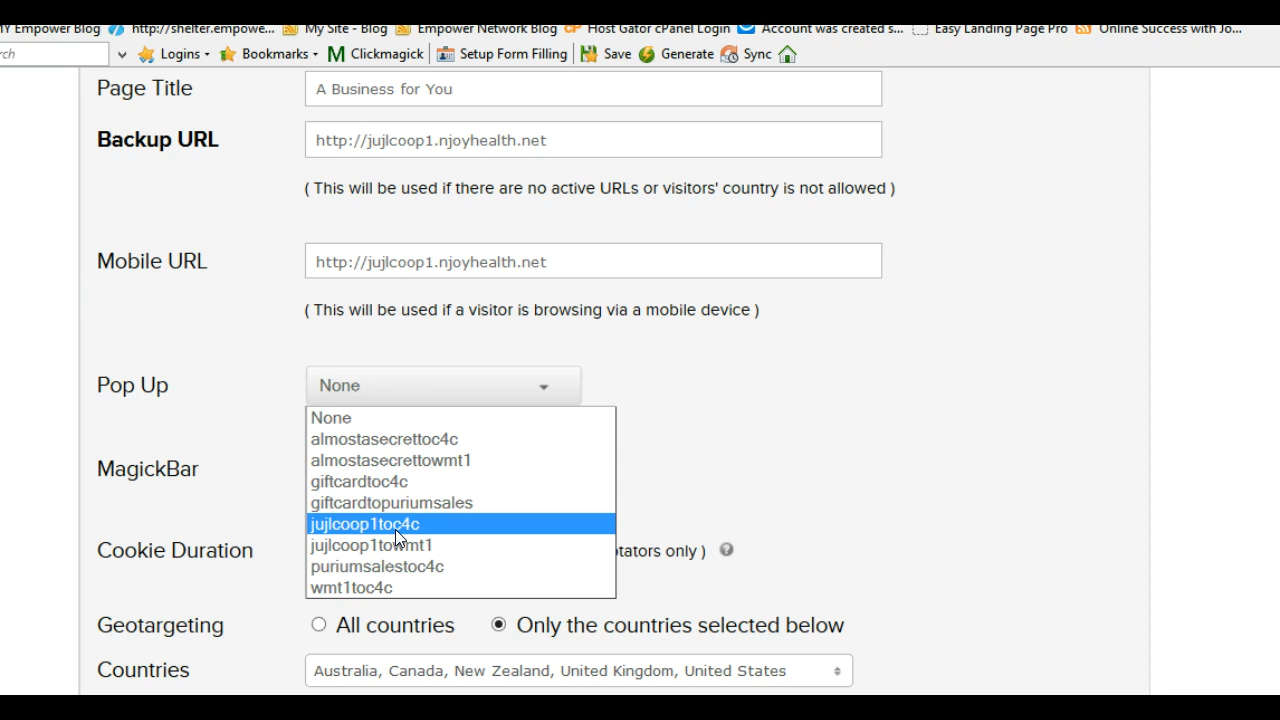 Y Empower Blog http://shelter.empowe... My Site - Blog Empower Network Blog CP Host Gator cPanel Login Account was created s... Easy Landing Page Pro Online Success with Jo...
rch Logins Bookmarks Clickmagick Setup Form Filling Save Generate Sync
Page Title A Business for You
Backup URL http://jujlcoop1.njoyhealth.net
( This will be used if there are no active URLs or visitors' country is not allowed )
Mobile URL http://jujlcoop1.njoyhealth.net
( This will be used if a visitor is browsing via a mobile device )
Pop Up None
None
almostasecrettoc4c
almostasecrettowmt1
giftcardtoc4c
MagickBar
giftcardtopuriumsales
jujlcoop1toc4c
jujlcoop1towmt1
Cookie Duration tators only ) ?
puriumsalestoc4c
wmt1toc4c
Geotargeting All countries Only the countries selected below
Countries Australia, Canada, New Zealand, United Kingdom, United States